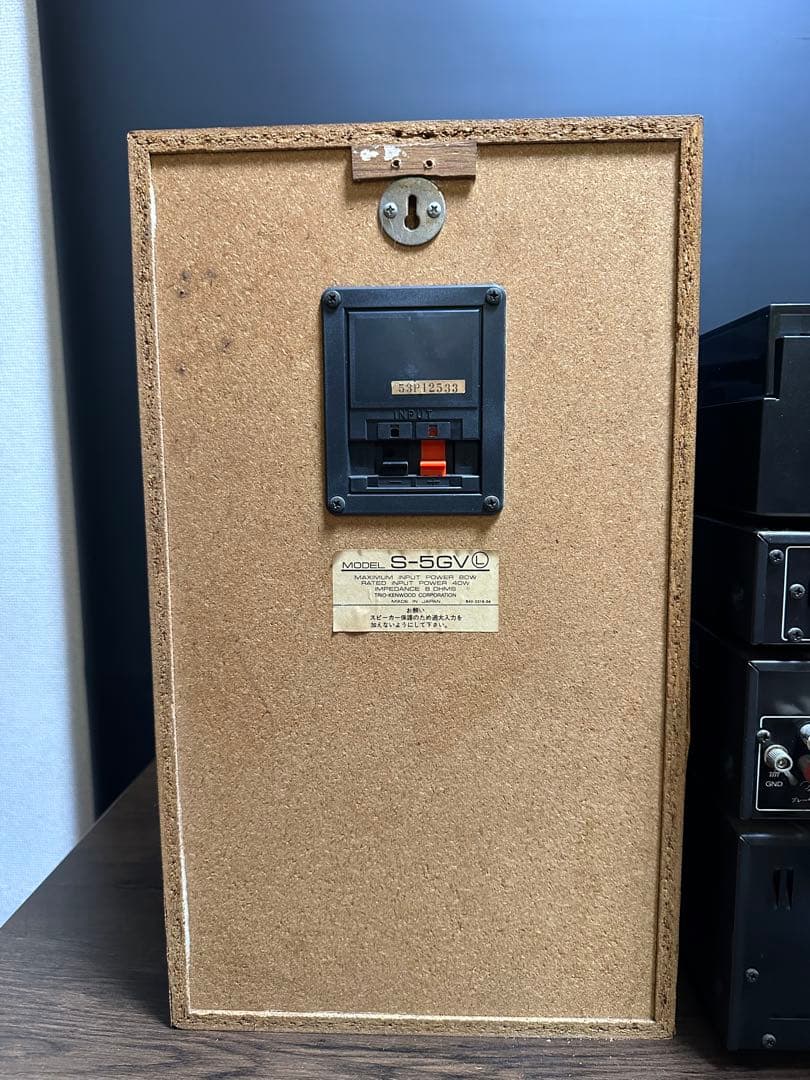 53P12533
INPUT
MODEL S-5GV Ⓛ
MAXIMUM INPUT POWER 80W
RATED INPUT POWER 40W
IMPEDANCE 8 OHMS
TRIO-KENWOOD CORPORATION
MADE IN JAPAN
お願い
スピーカー保護のため過大入力を
加えないようにして下さい。
GND